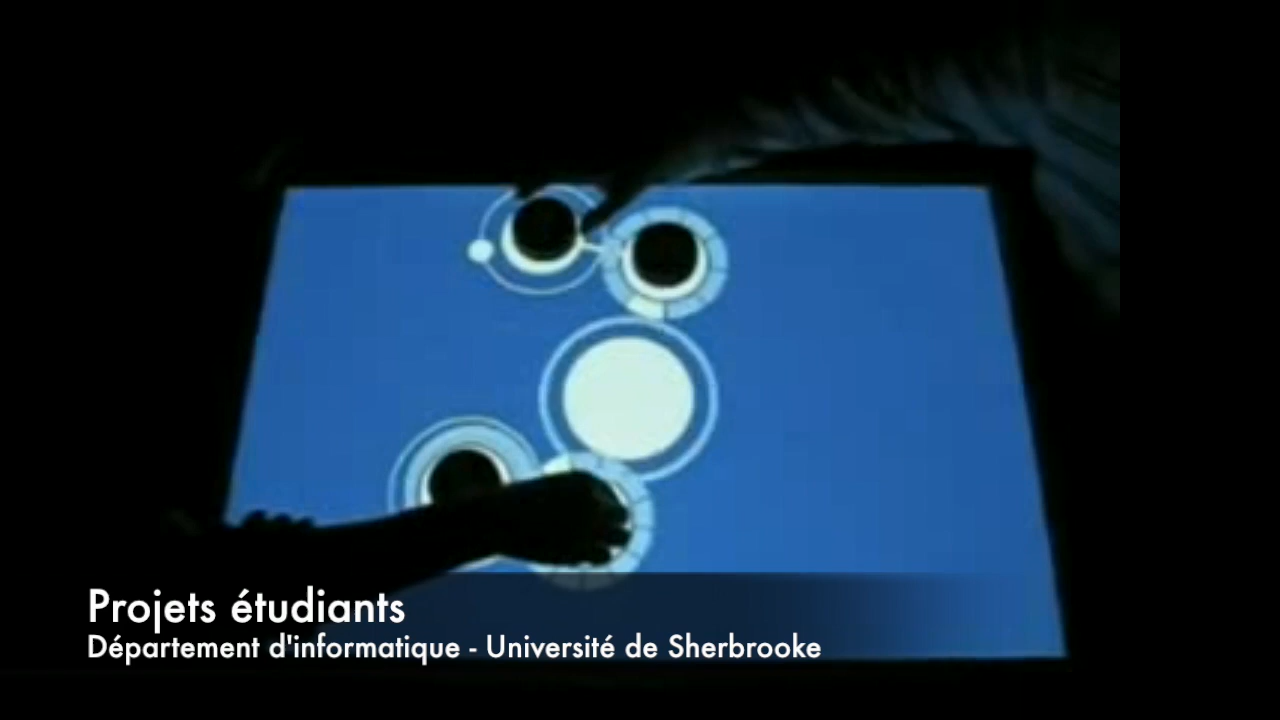 Projets étudiants
Département d'informatique - Université de Sherbrooke